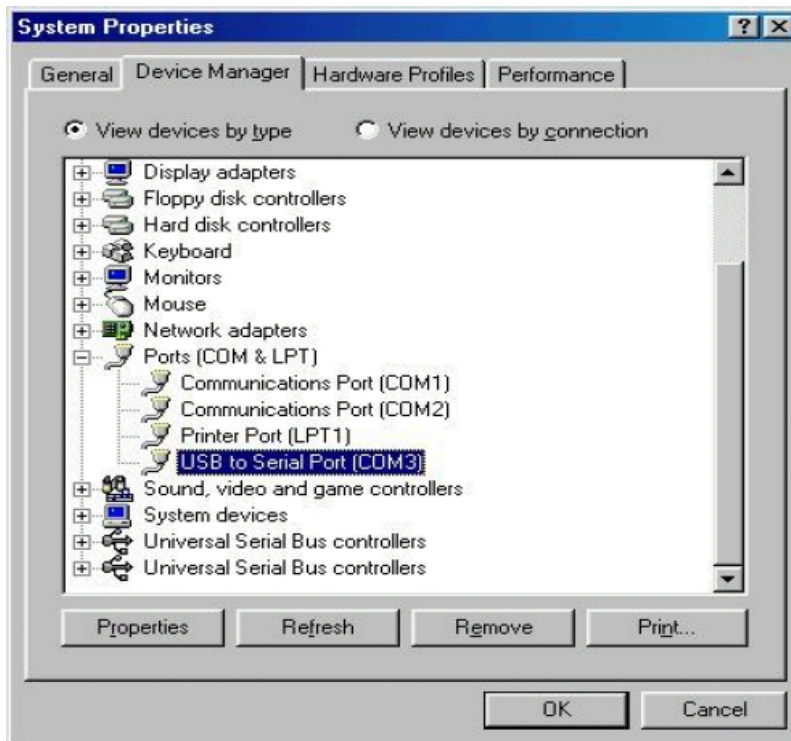 System Properties
General Device Manager Hardware Profiles Performance
View devices by type View devices by connection
Display adapters
Floppy disk controllers
Hard disk controllers
Keyboard
Monitors
Mouse
Network adapters
Ports (COM & LPT)
Communications Port (COM1)
Communications Port (COM2)
Printer Port (LPT1)
USB to Serial Port (COM3)
Sound, video and game controllers
System devices
Universal Serial Bus controllers
Universal Serial Bus controllers
Properties Refresh Remove Print...
OK Cancel